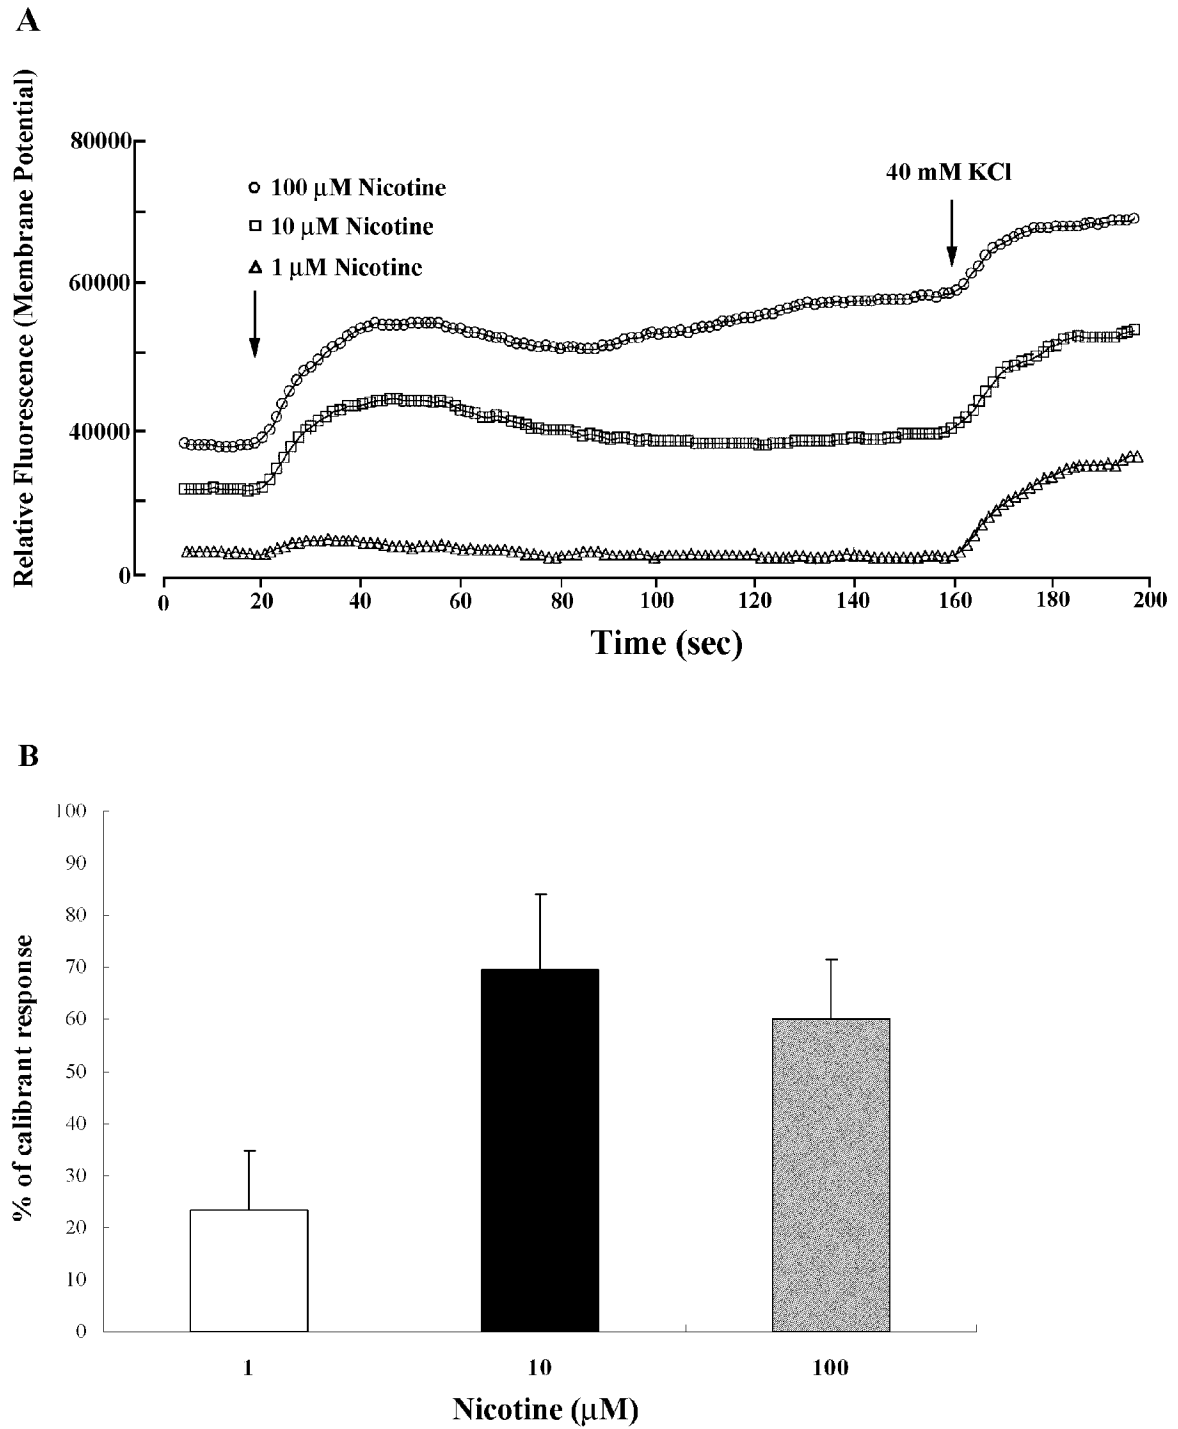 A
Relative Fluorescence (Membrane Potential)
80000
60000
40000
0
100 μM Nicotine
10 μM Nicotine
1 μM Nicotine
40 mM KCl
0 20 40 60 80 100 120 140 160 180 200
Time (sec)
B
% of calibrant response
100
90
80
70
60
50
40
30
20
10
0
1 10 100
Nicotine (μM)